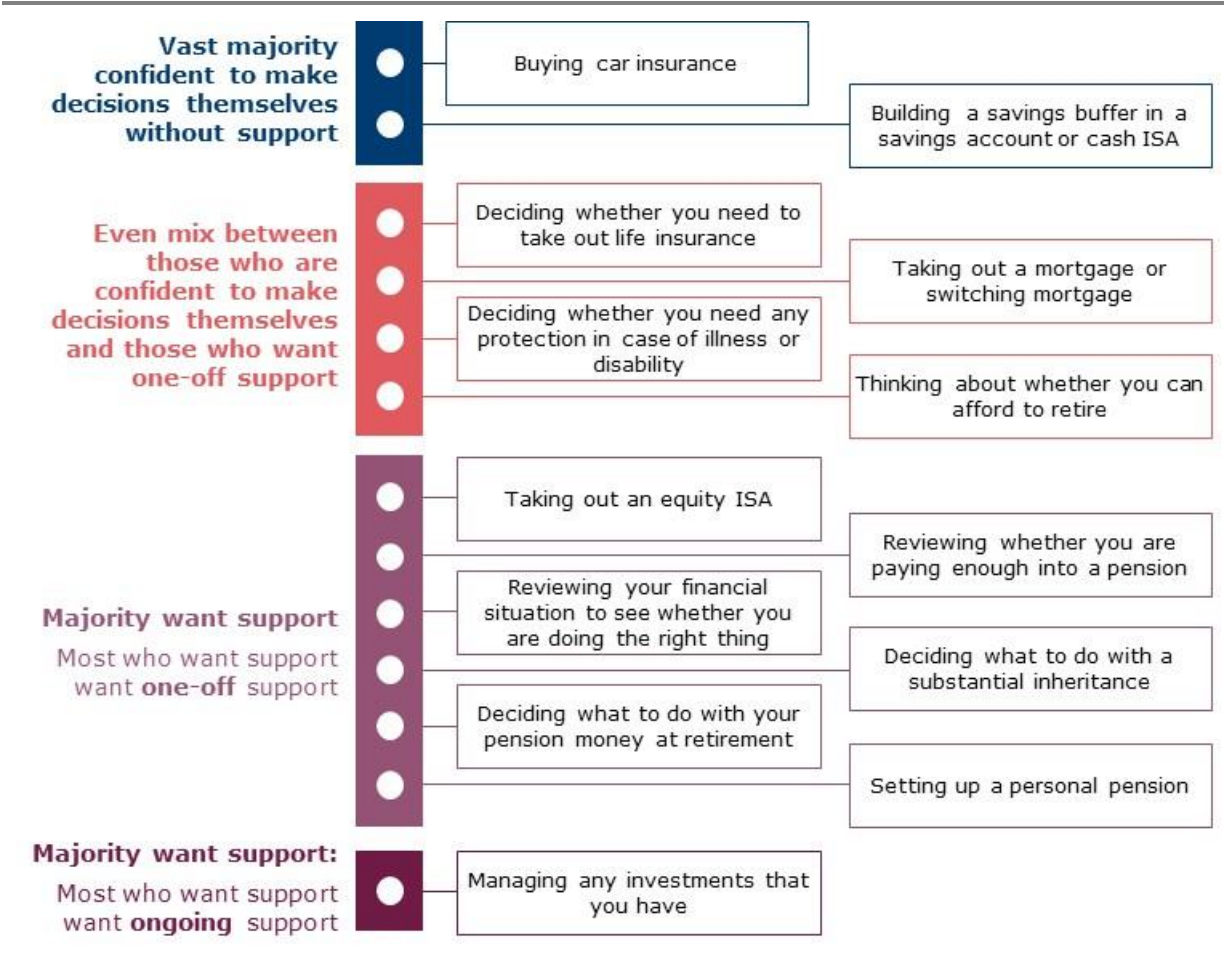 Vast majority
confident to make
decisions themselves
without support
Buying car insurance
Building a savings buffer in a
savings account or cash ISA
Even mix between
those who are
confident to make
decisions themselves
and those who want
one-off support
Deciding whether you need to
take out life insurance
Taking out a mortgage or
switching mortgage
Deciding whether you need any
protection in case of illness or
disability
Thinking about whether you can
afford to retire
Majority want support
Most who want support
want one-off support
Taking out an equity ISA
Reviewing whether you are
paying enough into a pension
Reviewing your financial
situation to see whether you
are doing the right thing
Deciding what to do with a
substantial inheritance
Deciding what to do with your
pension money at retirement
Setting up a personal pension
Majority want support:
Most who want support
want ongoing support
Managing any investments that
you have